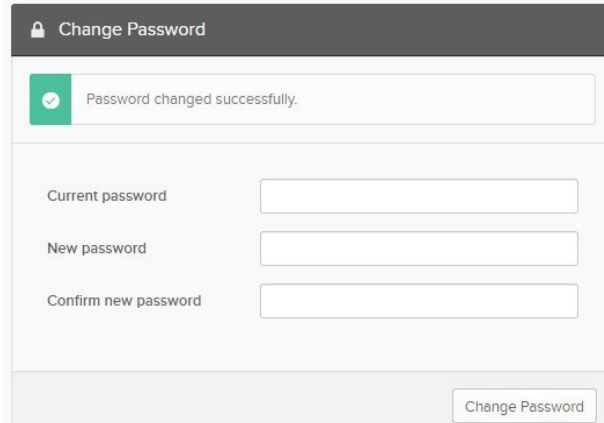 Change Password
Password changed successfully.
Current password
New password
Confirm new password
Change Password